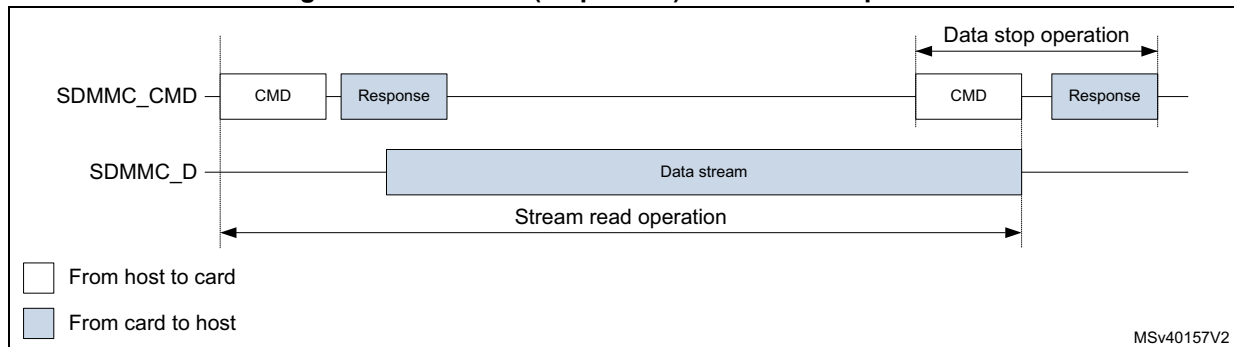 Data stop operation
SDMMC_CMD CMD Response CMD Response
SDMMC_D Data stream
Stream read operation
From host to card
From card to host
MSv40157V2